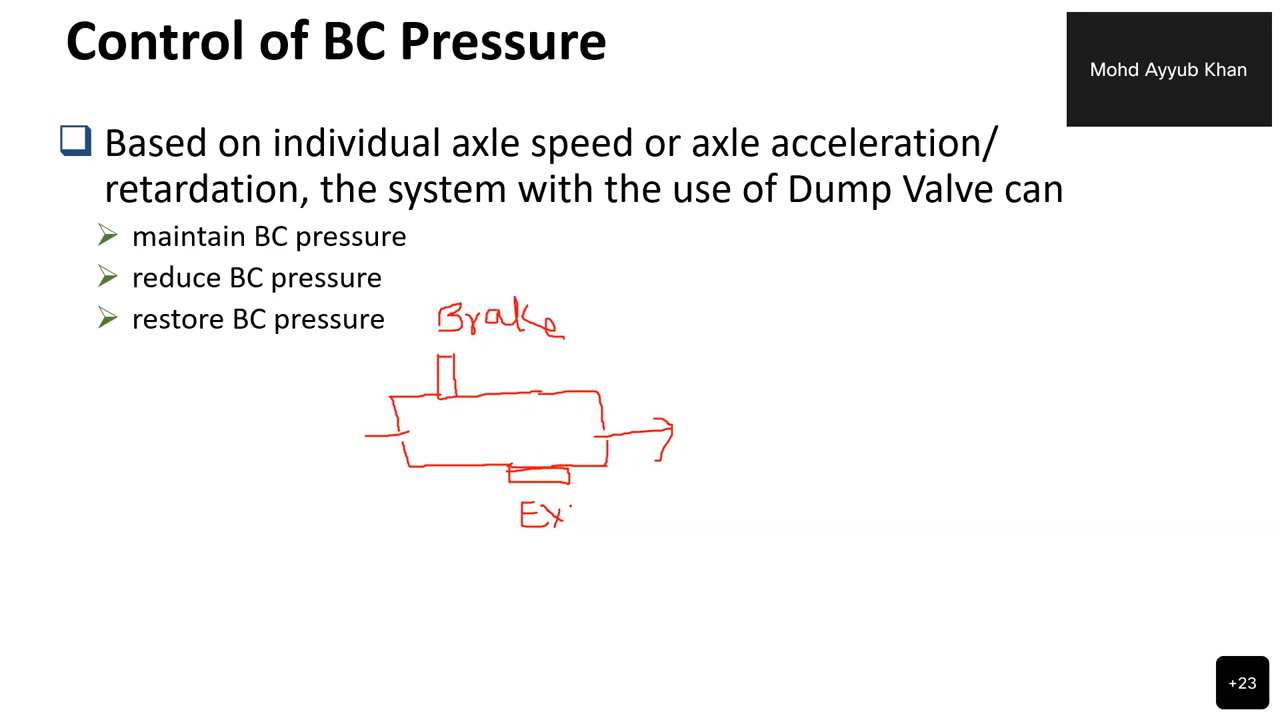 Control of BC Pressure
Mohd Ayyub Khan
Based on individual axle speed or axle acceleration/
retardation, the system with the use of Dump Valve can
maintain BC pressure
reduce BC pressure
restore BC pressure
Brake
Ex
+23